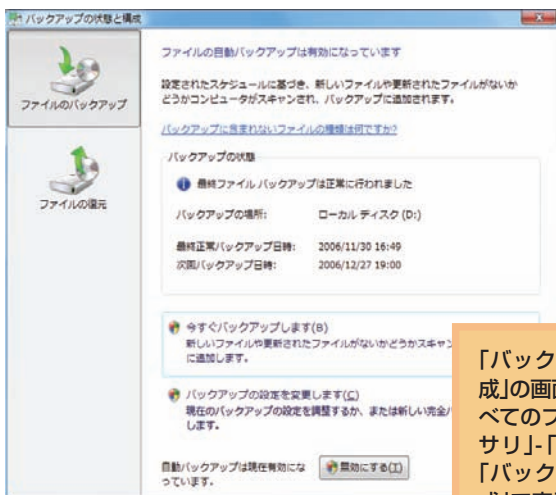 バックアップの状態と構成
ファイルのバックアップ
ファイルの復元
ファイルの自動バックアップは有効になっています
設定されたスケジュールに基づき、新しいファイルや更新されたファイルがないか
どうかコンピュータがスキャンされ、バックアップに追加されます。
バックアップに含まれないファイルの種類は何ですか?
バックアップの状態
最終ファイル バックアップは正常に行われました
バックアップの場所: ローカル ディスク (D:)
最終正常バックアップ日時: 2006/11/30 16:49
次回バックアップ日時: 2006/12/27 19:00
今すぐバックアップします(B)
新しいファイルや更新されたファイルがないかどうかスキャン
に追加します。
バックアップの設定を変更します(C)
現在のバックアップの設定を調整するか、または新しい完全バ
します。
自動バックアップは現在有効にな
っています。
無効にする(T)
「バック
成」の画面
べてのフ
サリ」-「
「バック